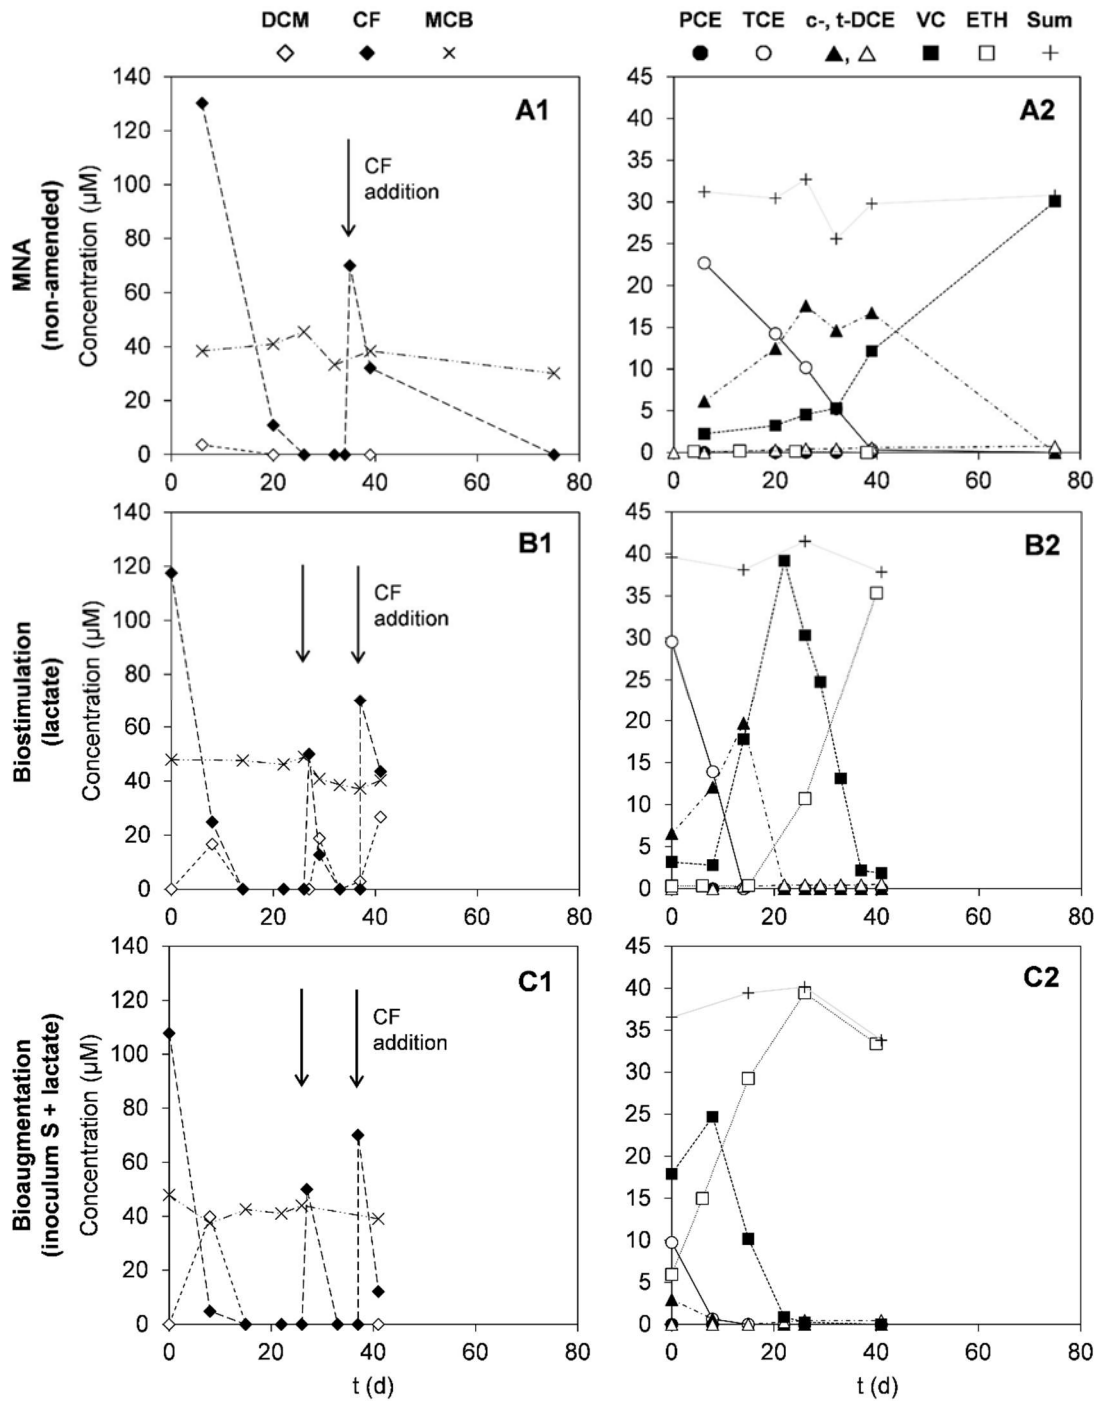 DCM CF MCB
PCE TCE c-, t-DCE VC ETH Sum
MNA
(non-amended)
Concentration (µM)
140
120
100
80
60
40
20
0
0 20 40 60 80
A1
CF
addition
45
40
35
30
25
20
15
10
5
0
0 20 40 60 80
A2
Biostimulation
(lactate)
Concentration (µM)
140
120
100
80
60
40
20
0
0 20 40 60 80
B1
CF
addition
45
40
35
30
25
20
15
10
5
0
0 20 40 60 80
B2
Bioaugmentation
(inoculum S + lactate)
Concentration (µM)
140
120
100
80
60
40
20
0
0 20 40 60 80
t (d)
C1
CF
addition
45
40
35
30
25
20
15
10
5
0
0 20 40 60 80
t (d)
C2